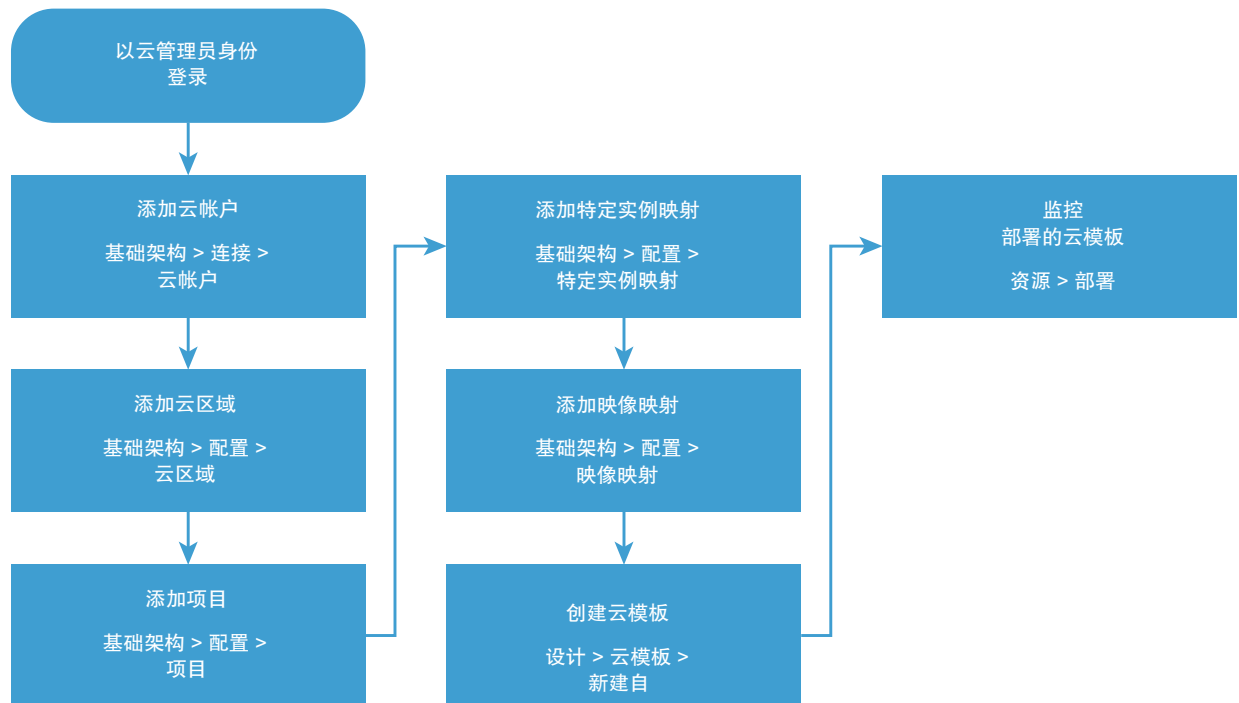 以云管理员身份
登录
添加云帐户
基础架构 > 连接 >
云帐户
添加云区域
基础架构 > 配置 >
云区域
添加项目
基础架构 > 配置 >
项目
添加特定实例映射
基础架构 > 配置 >
特定实例映射
添加映像映射
基础架构 > 配置 >
映像映射
创建云模板
设计 > 云模板 >
新建自
监控
部署的云模板
资源 > 部署